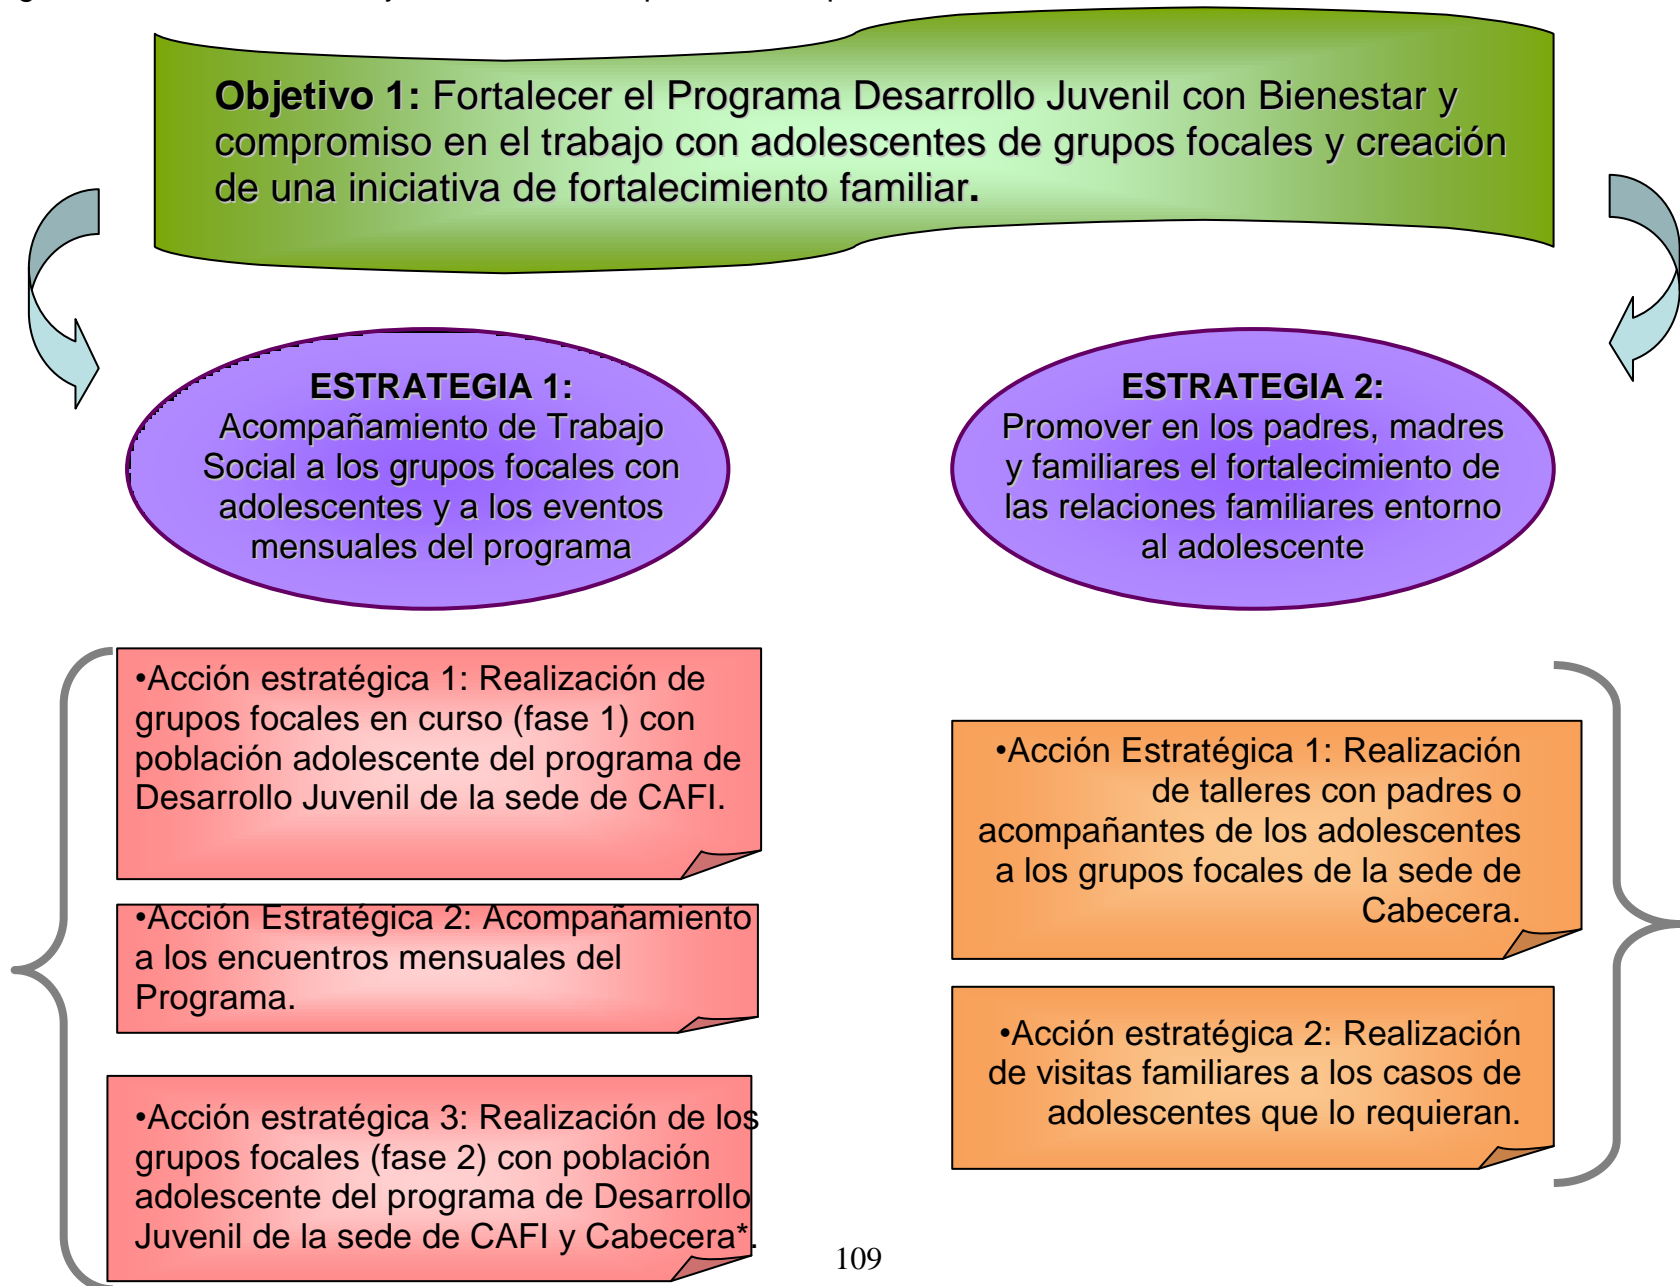 Objetivo 1: Fortalecer el Programa Desarrollo Juvenil con Bienestar y
compromiso en el trabajo con adolescentes de grupos focales y creación
de una iniciativa de fortalecimiento familiar.
ESTRATEGIA 1:
Acompañamiento de Trabajo
Social a los grupos focales con
adolescentes y a los eventos
mensuales del programa
ESTRATEGIA 2:
Promover en los padres, madres
y familiares el fortalecimiento de
las relaciones familiares entorno
al adolescente
•Acción estratégica 1: Realización de
grupos focales en curso (fase 1) con
población adolescente del programa de
Desarrollo Juvenil de la sede de CAFI.
•Acción Estratégica 2: Acompañamiento
a los encuentros mensuales del
Programa.
•Acción estratégica 3: Realización de los
grupos focales (fase 2) con población
adolescente del programa de Desarrollo
Juvenil de la sede de CAFI y Cabecera*.
•Acción Estratégica 1: Realización
de talleres con padres o
acompañantes de los adolescentes
a los grupos focales de la sede de
Cabecera.
•Acción estratégica 2: Realización
de visitas familiares a los casos de
adolescentes que lo requieran.
109